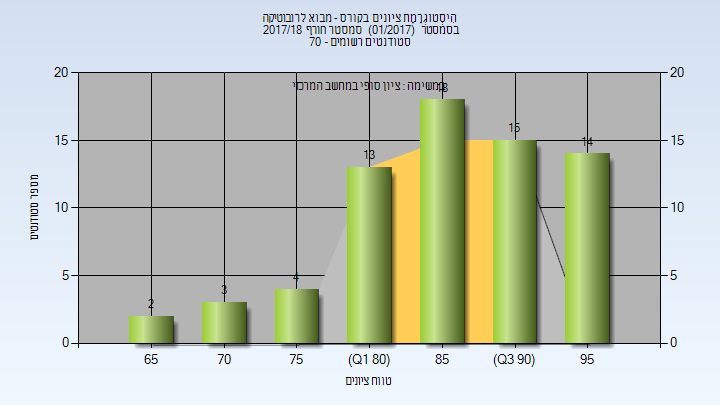 היסטוגרמת ציונים בקורס - מבוא לרובוטיקה
בסמסטר (01/2017) סמסטר חורף 2017/18
סטודנטים רשומים - 70
משימה : ציון סופי במחשב המרכזי
20 20
15 15
10 10
5 5
0 0
2 3 4 13 18 15 14
65 70 75 (Q1 80) 85 (Q3 90) 95
מספר סטודנטים
טווח ציונים